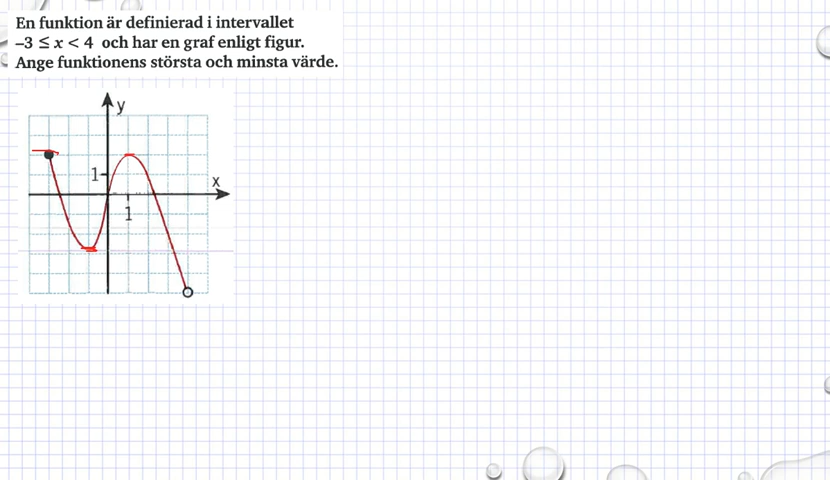 En funktion är definierad i intervallet
–3 ≤ x < 4 och har en graf enligt figur.
Ange funktionens största och minsta värde.
y
1
x
1